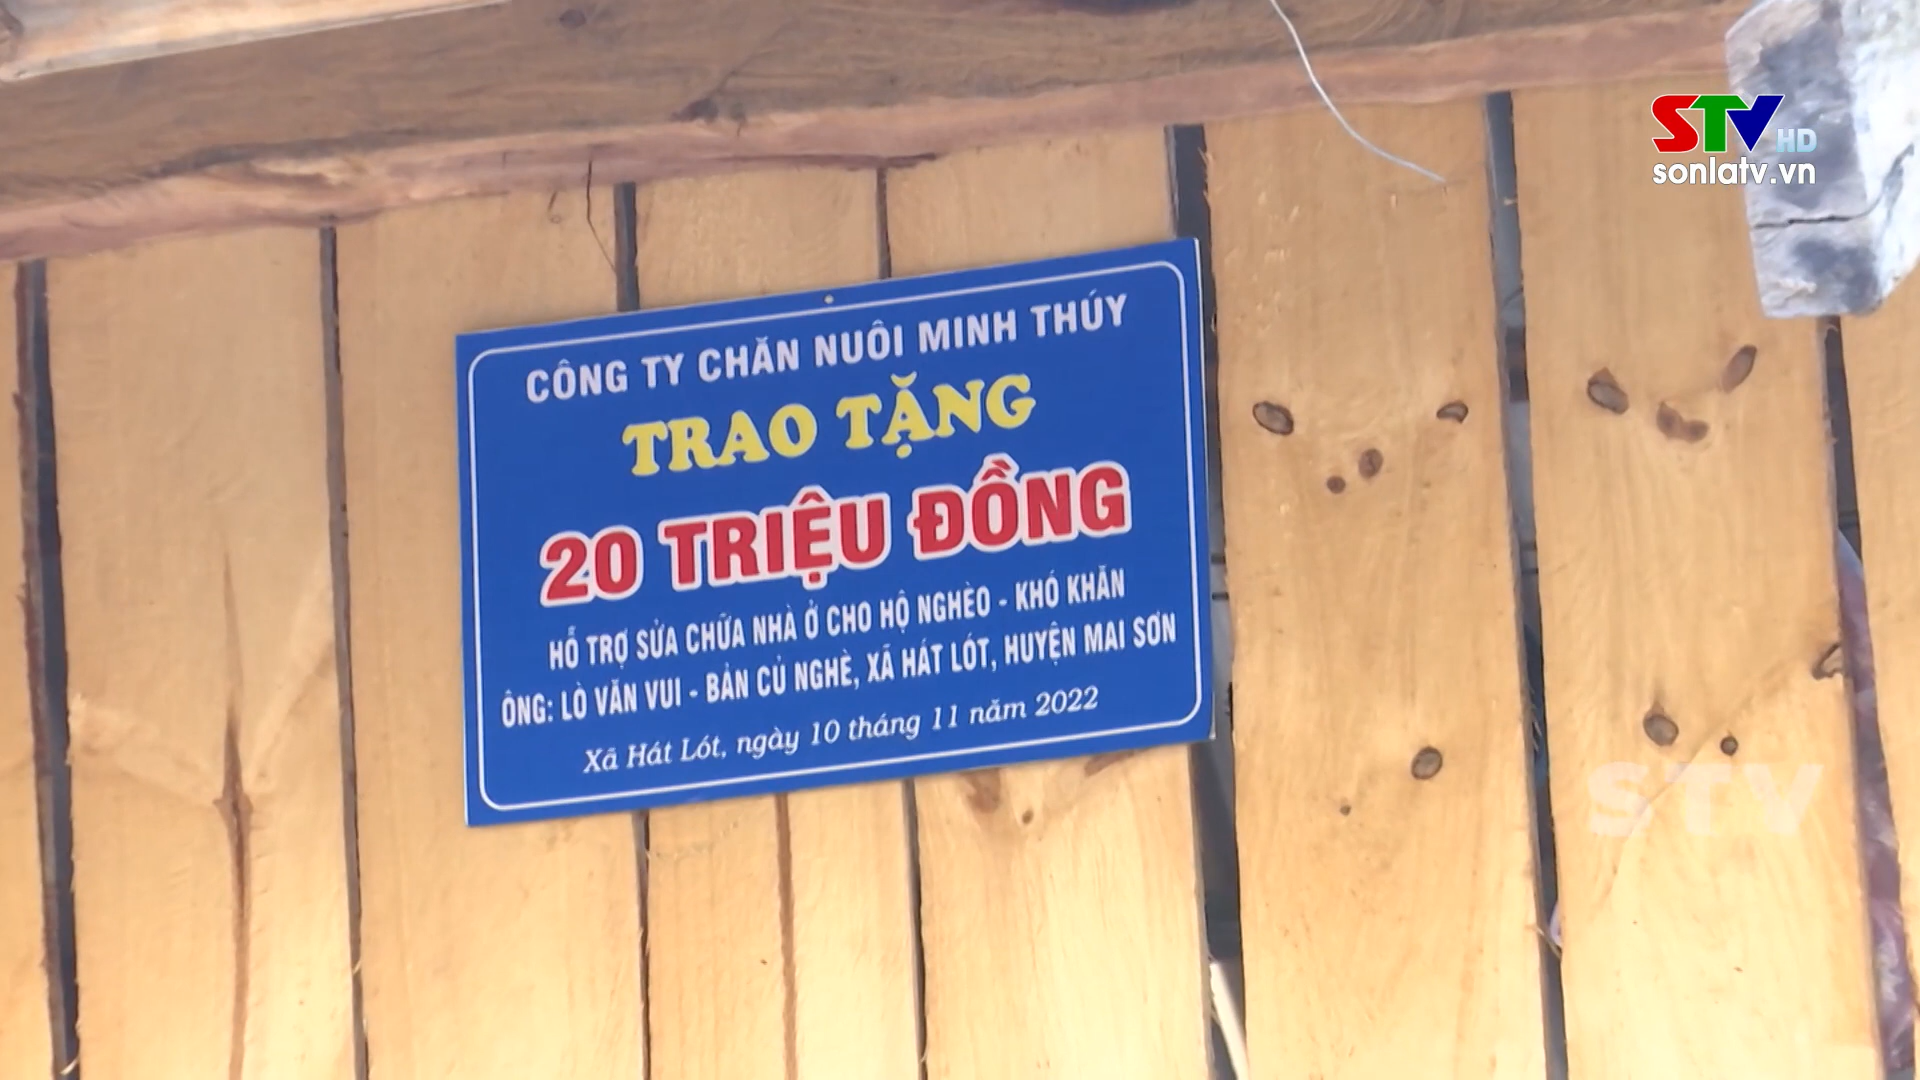 STV HD
sonlatv.vn
CÔNG TY CHĂN NUÔI MINH THÚY
TRAO TẶNG
20 TRIỆU ĐỒNG
HỖ TRỢ SỬA CHỮA NHÀ Ở CHO HỘ NGHÈO - KHÓ KHĂN
ÔNG: LÒ VĂN VUI - BẢN CỦ NGHÈ, XÃ HÁT LÓT, HUYỆN MAI SƠN
Xã Hát Lót, ngày 10 tháng 11 năm 2022
STV